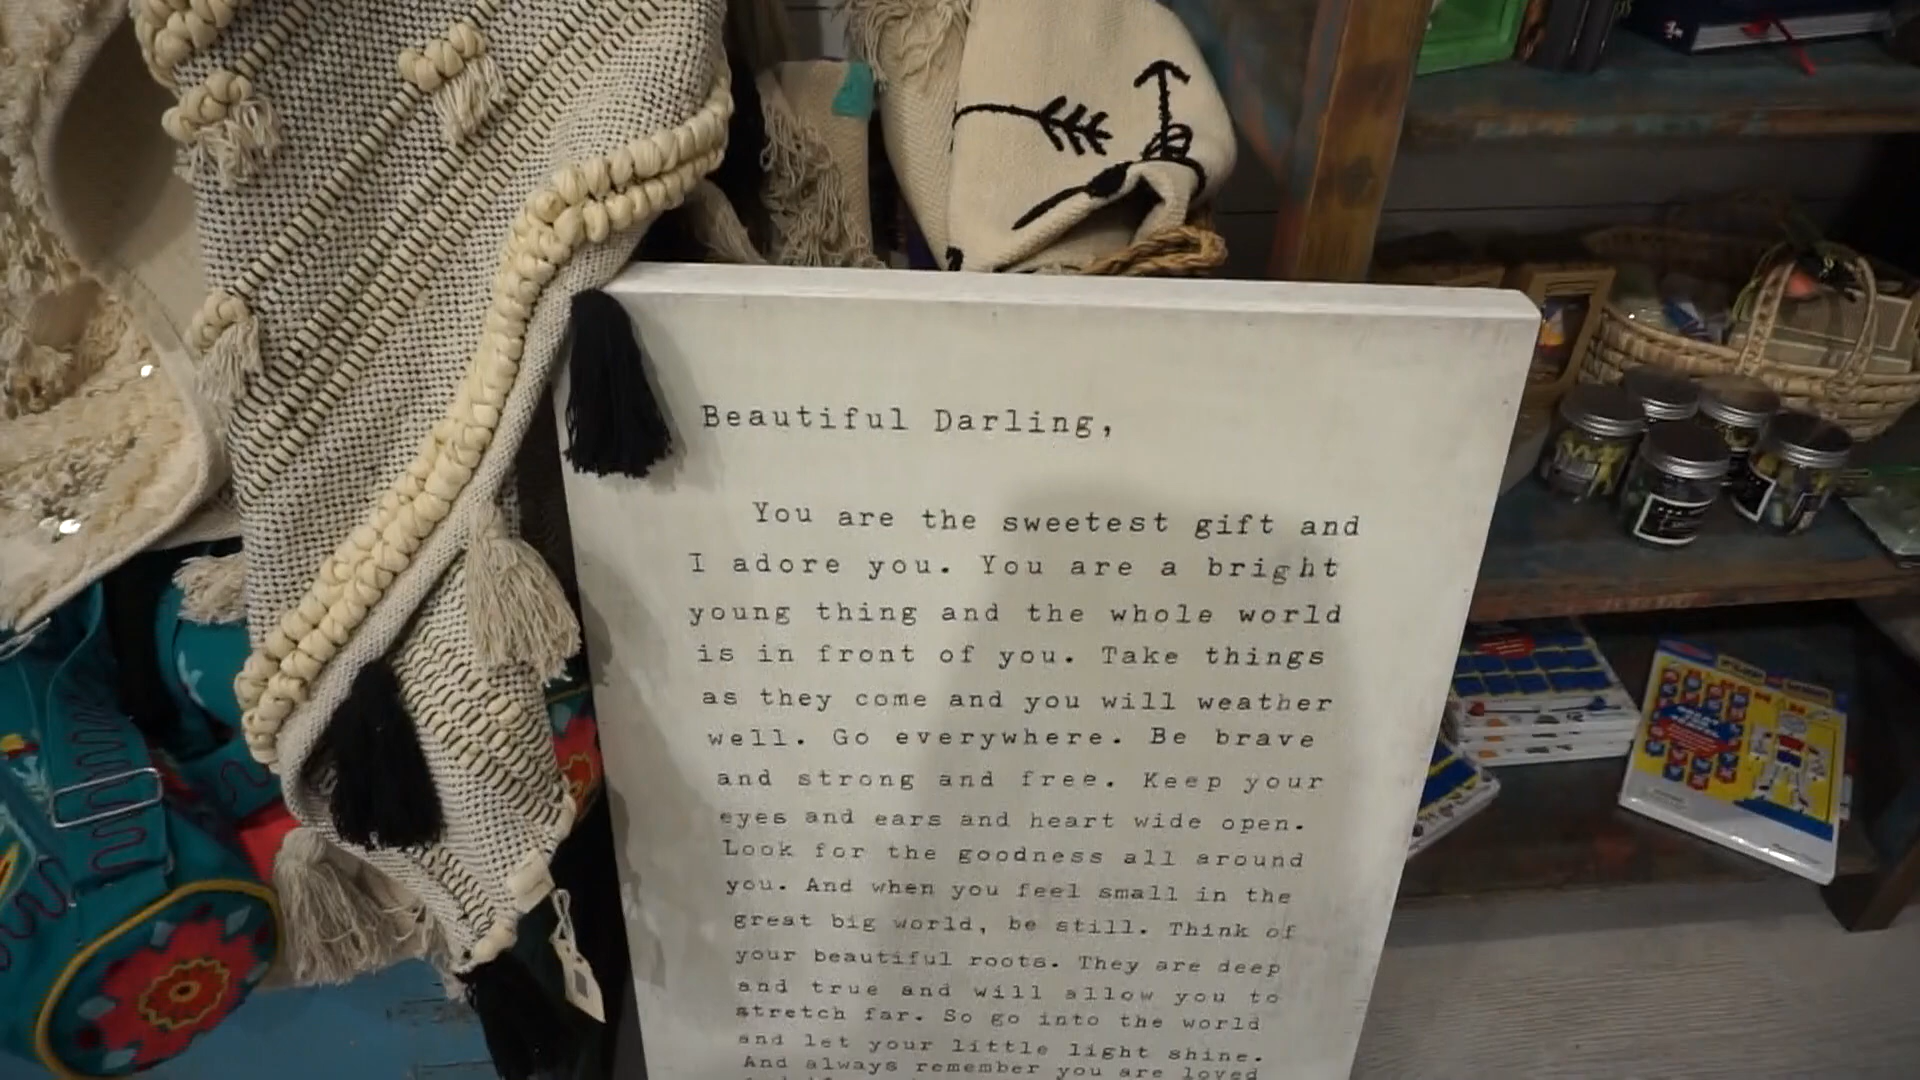 Beautiful Darling,
You are the sweetest gift and
I adore you. You are a bright
young thing and the whole world
is in front of you. Take things
as they come and you will weather
well. Go everywhere. Be brave
and strong and free. Keep your
eyes and ears and heart wide open.
Look for the goodness all around
you. And when you feel small in the
great big world, be still. Think of
your beautiful roots. They are deep
and true and will allow you to
stretch far. So go into the world
and let your little light shine.
And always remember you are loved